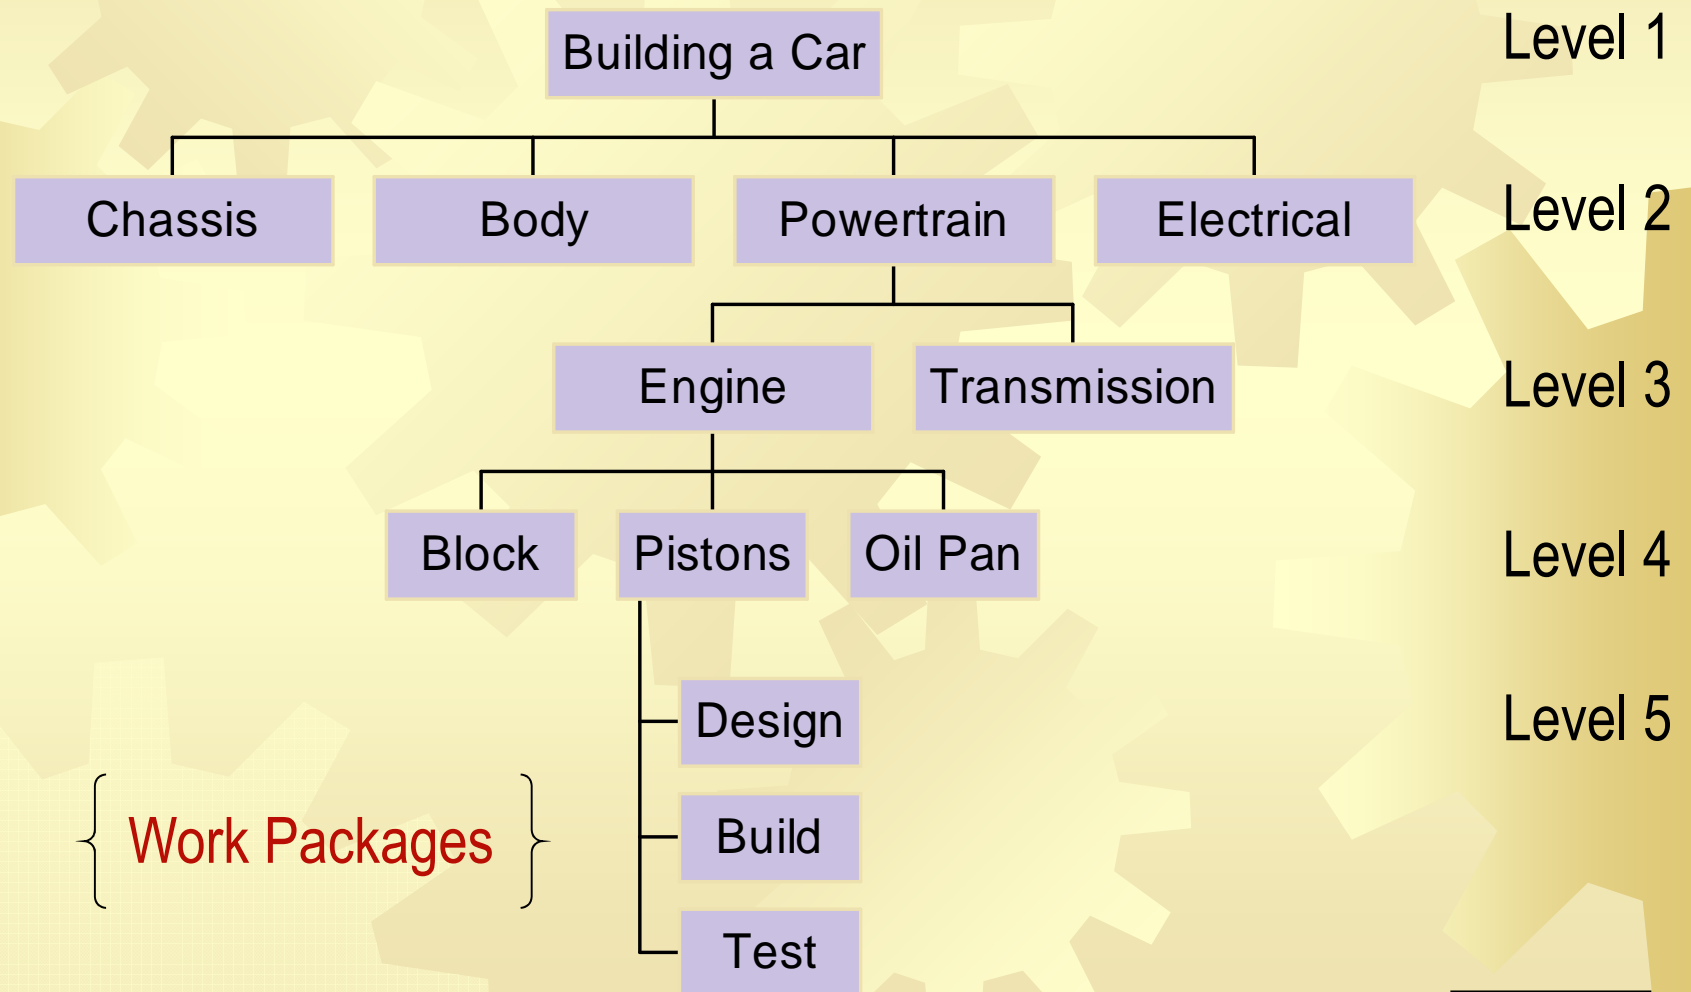 Building a Car
Level 1
Chassis
Body
Powertrain
Electrical
Level 2
Engine
Transmission
Level 3
Block
Pistons
Oil Pan
Level 4
Design
Level 5
Build
Work Packages
Test